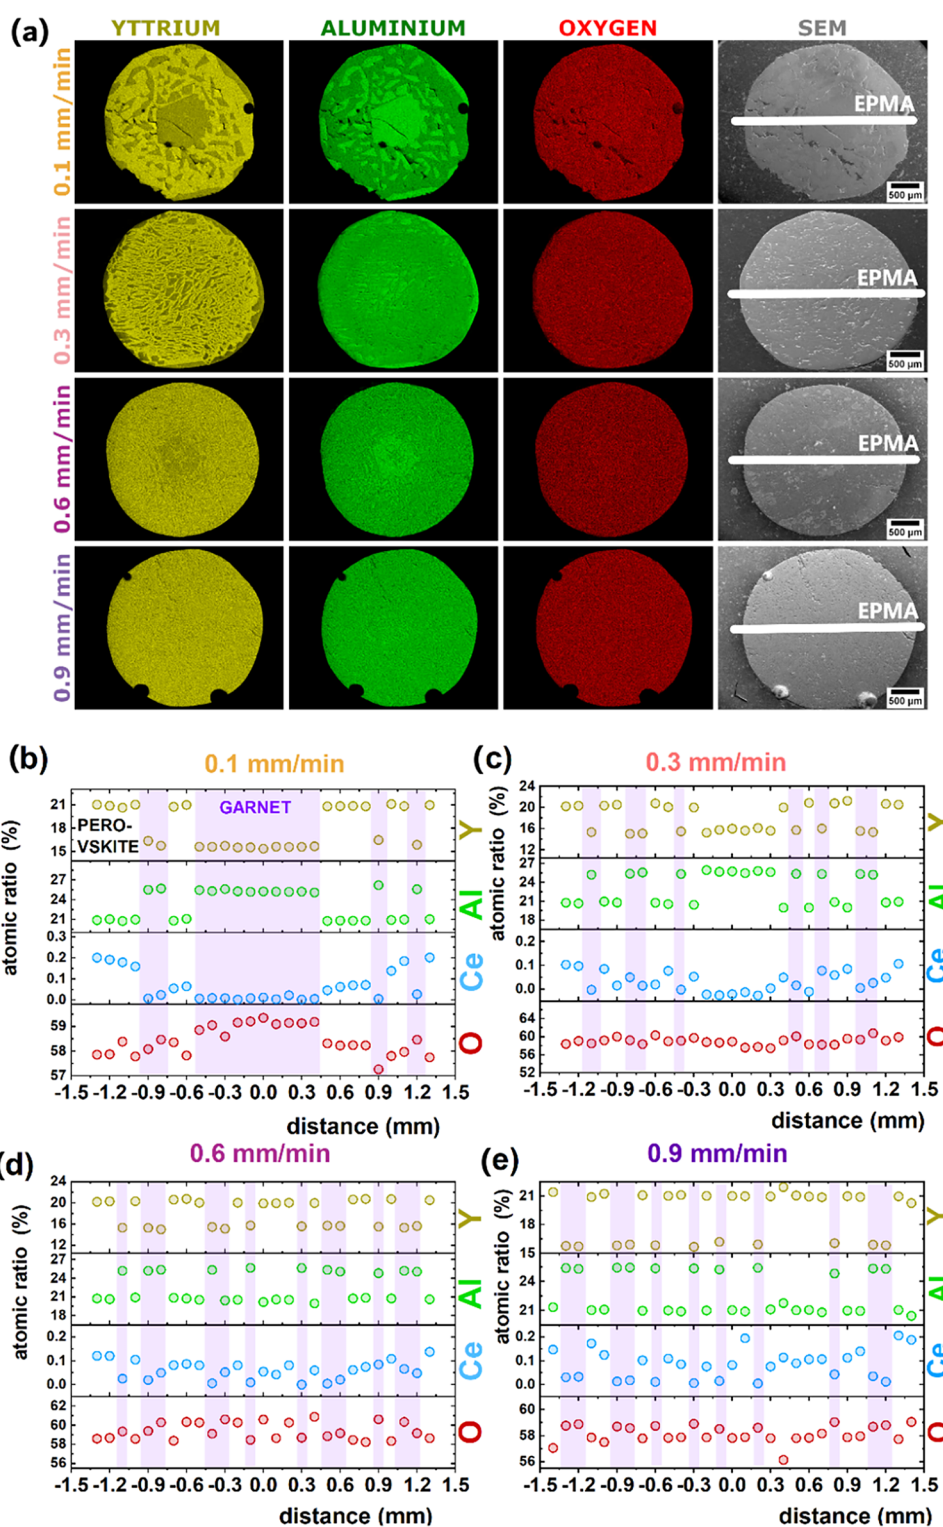 (a)
YTTRIUM ALUMINIUM OXYGEN SEM
0.1 mm/min
EPMA
500 µm
0.3 mm/min
EPMA
500 µm
0.6 mm/min
EPMA
500 µm
0.9 mm/min
EPMA
500 µm
(b) 0.1 mm/min
21
18
15
GARNET
PERO-
VSKITE
Y
27
24
21
Al
0.3
0.2
0.1
0.0
Ce
59
58
57
O
atomic ratio (%)
-1.5 -1.2 -0.9 -0.6 -0.3 0.0 0.3 0.6 0.9 1.2 1.5
distance (mm)
(c) 0.3 mm/min
24
20
16
12
Y
27
24
21
18
Al
0.1
0.0
Ce
64
60
56
52
O
atomic ratio (%)
-1.5 -1.2 -0.9 -0.6 -0.3 0.0 0.3 0.6 0.9 1.2 1.5
distance (mm)
(d) 0.6 mm/min
24
20
16
12
Y
27
24
21
18
Al
0.2
0.1
0.0
Ce
62
60
58
56
O
atomic ratio (%)
-1.5 -1.2 -0.9 -0.6 -0.3 0.0 0.3 0.6 0.9 1.2 1.5
distance (mm)
(e) 0.9 mm/min
21
18
15
Y
24
21
Al
0.2
0.1
0.0
Ce
60
58
56
O
atomic ratio (%)
-1.5 -1.2 -0.9 -0.6 -0.3 0.0 0.3 0.6 0.9 1.2 1.5
distance (mm)